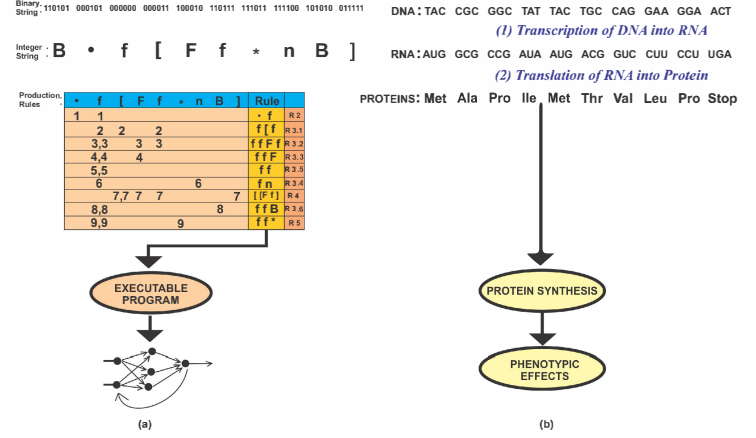 Binary String : 110101 000101 000000 000011 100010 110111 111011 111100 101010 011111
Integer String : B • f [ F f * n B ]
Production Rules :
• f [ F f * n B ] Rule
1 1 • f R 2
2 2 2 f [ f R 3.1
3,3 3 3 f f F f R 3.2
4,4 4 f f F R 3.3
5,5 f f R 3.5
6 6 f n R 3.4
7,7 7 7 7 [ [ F f ] R 4
8,8 8 f f B R 3.6
9,9 9 f f * R 5
EXECUTABLE
PROGRAM
(a)
DNA : TAC CGC GGC TAT TAC TGC CAG GAA GGA ACT
(1) Transcription of DNA into RNA
RNA : AUG GCG CCG AUA AUG ACG GUC CUU CCU UGA
(2) Translation of RNA into Protein
PROTEINS : Met Ala Pro Ile Met Thr Val Leu Pro Stop
PROTEIN SYNTHESIS
PHENOTYPIC
EFFECTS
(b)